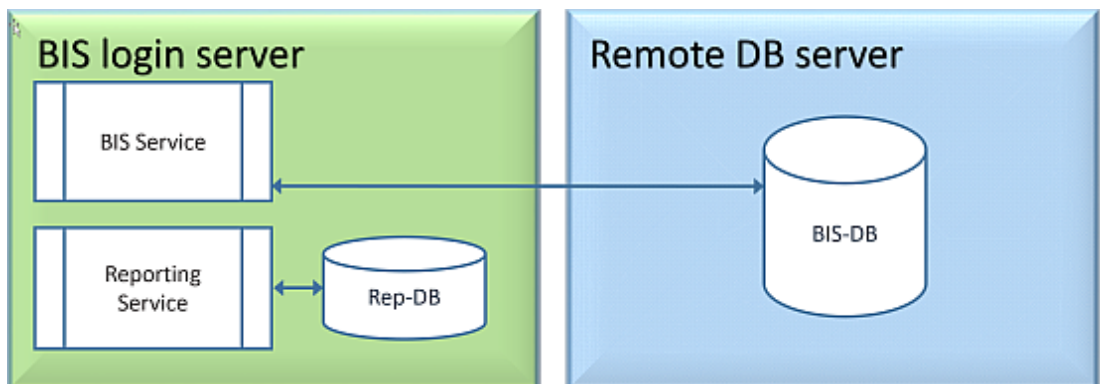 BIS login server
Remote DB server
BIS Service
BIS-DB
Reporting
Service
Rep-DB